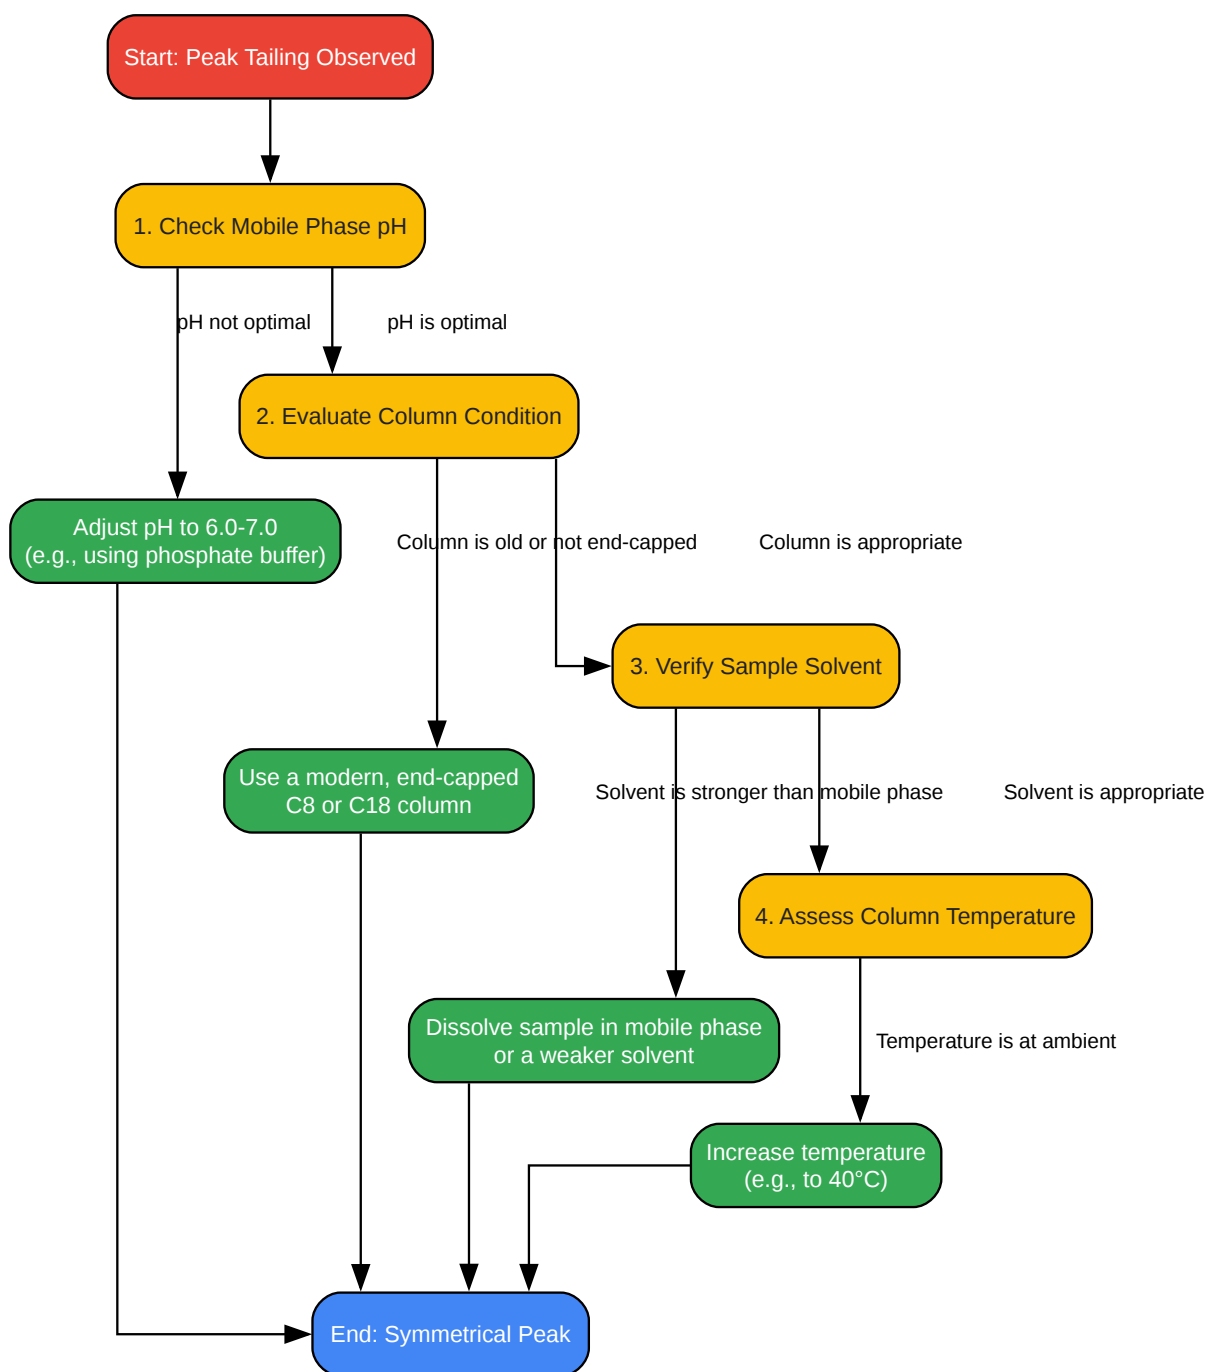 Start: Peak Tailing Observed
1. Check Mobile Phase pH
pH not optimal
pH is optimal
2. Evaluate Column Condition
Adjust pH to 6.0-7.0
(e.g., using phosphate buffer)
Column is old or not end-capped
Column is appropriate
3. Verify Sample Solvent
Use a modern, end-capped
C8 or C18 column
Solvent is stronger than mobile phase
Solvent is appropriate
4. Assess Column Temperature
Dissolve sample in mobile phase
or a weaker solvent
Temperature is at ambient
Increase temperature
(e.g., to 40°C)
End: Symmetrical Peak